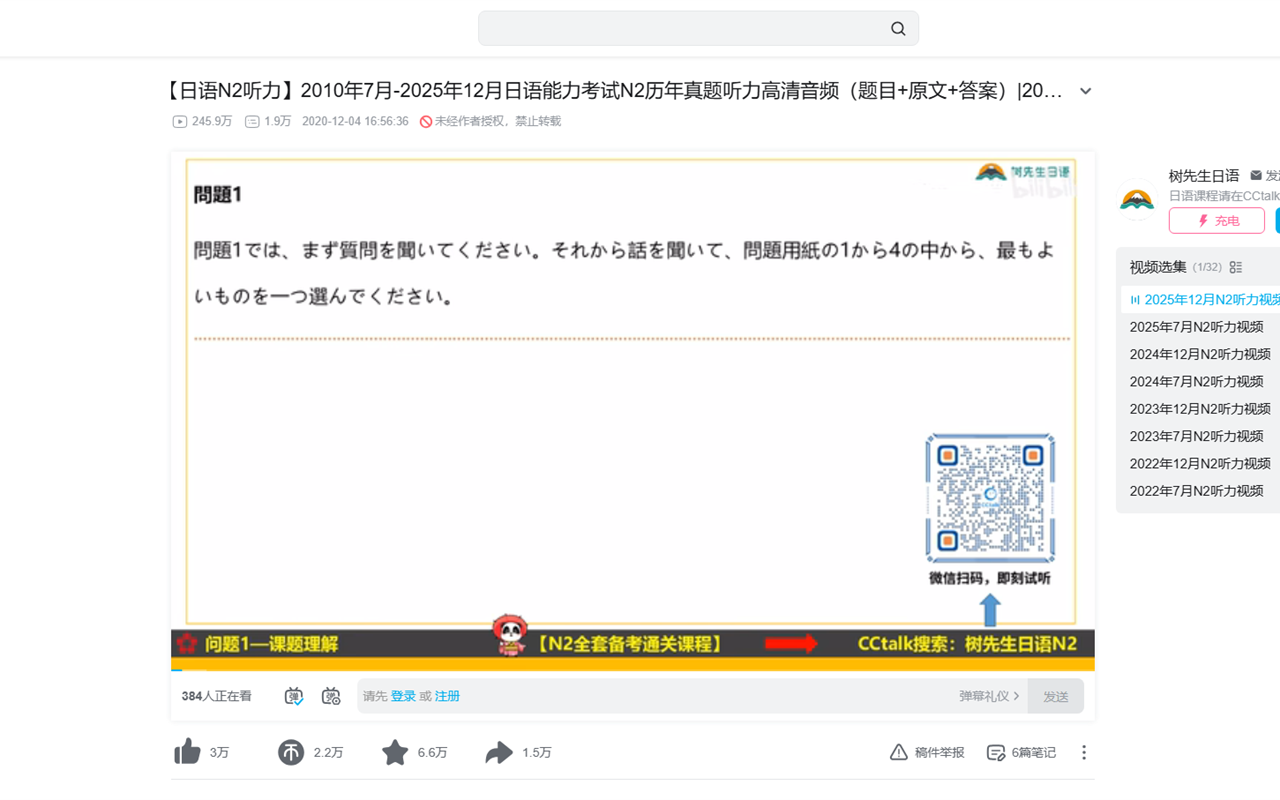 【日语N2听力】2010年7月-2025年12月日语能力考试N2历年真题听力高清音频（题目+原文+答案）|20…
245.9万 1.9万 2020-12-04 16:56:36 未经作者授权，禁止转载
树先生日语
bilibili
問題1
問題1では、まず質問を聞いてください。それから話を聞いて、問題用紙の1から4の中から、最もよ
いものを一つ選んでください。
CCtalk
微信扫码，即刻试听
问题1—课题理解 【N2全套备考通关课程】 CCtalk搜索：树先生日语N2
384人正在看 弹 弹 请先 登录 或 注册 弹幕礼仪 发送
3万 2.2万 6.6万 1.5万 稿件举报 6篇笔记
树先生日语
日语课程请在CCtalk
充电
视频选集 (1/32)
2025年12月N2听力视频
2025年7月N2听力视频
2024年12月N2听力视频
2024年7月N2听力视频
2023年12月N2听力视频
2023年7月N2听力视频
2022年12月N2听力视频
2022年7月N2听力视频